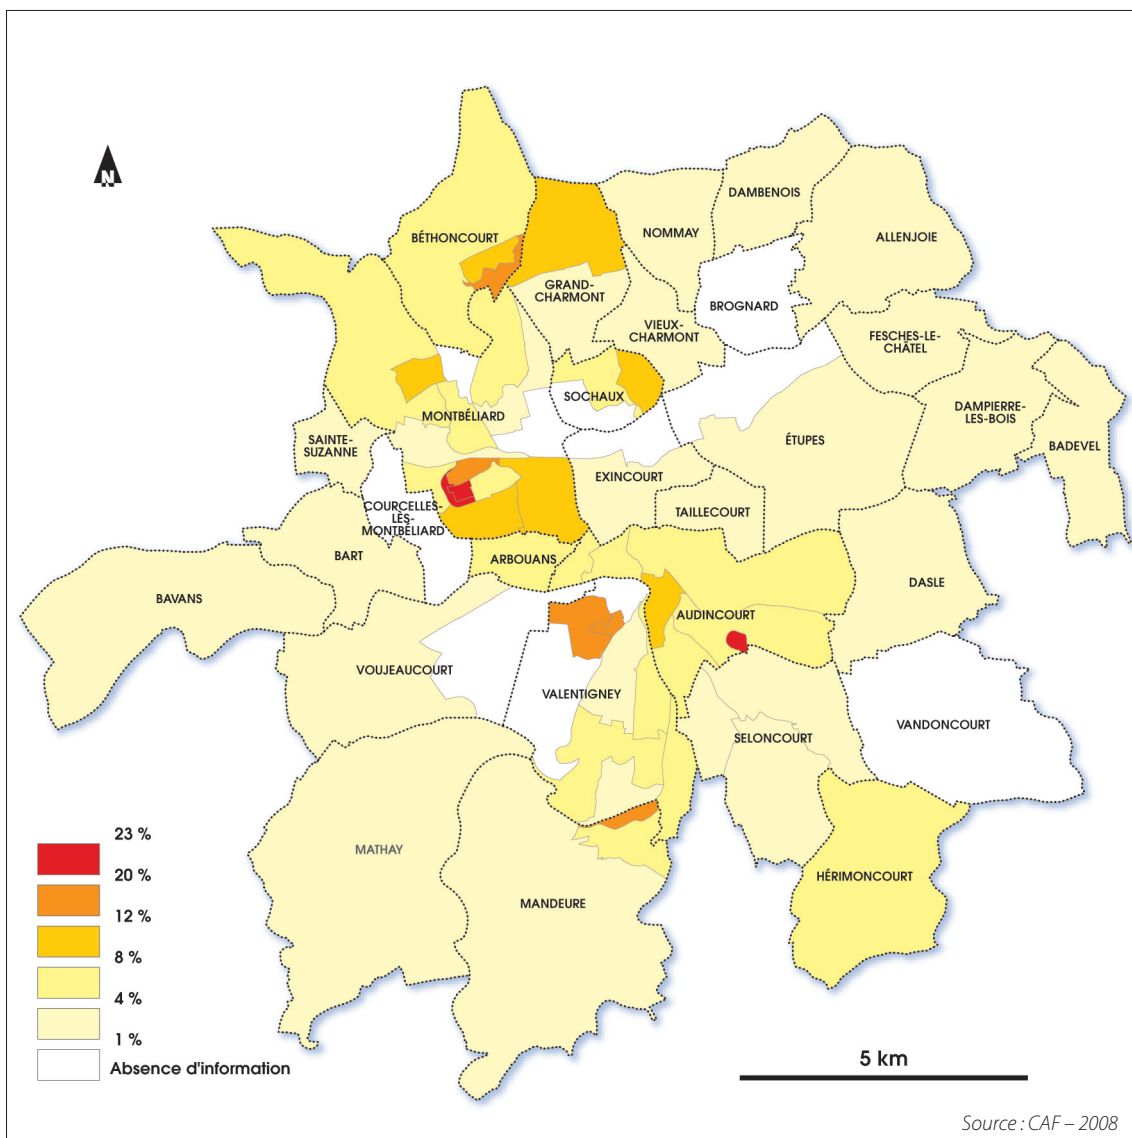 N
DAMBENOIS
NOMMAY
ALLENJOIE
BÉTHONCOURT
GRAND-
CHARMONT
BROGNARD
VIEUX-
CHARMONT
FESCHES-LE-
CHÂTEL
SOCHAUX
MONTBÉLIARD
DAMPIERRE-
LES-BOIS
SAINTE-
SUZANNE
ÉTUPES
BADEVEL
EXINCOURT
COURCELLES-
LÈS-
MONTBÉLIARD
TAILLECOURT
BART
ARBOUANS
DASLE
BAVANS
AUDINCOURT
VOUJEAUCOURT
VALENTIGNEY
VANDONCOURT
SELONCOURT
MATHAY
HÉRIMONCOURT
MANDEURE
23 %
20 %
12 %
8 %
4 %
1 %
Absence d'information
5 km
Source : CAF – 2008